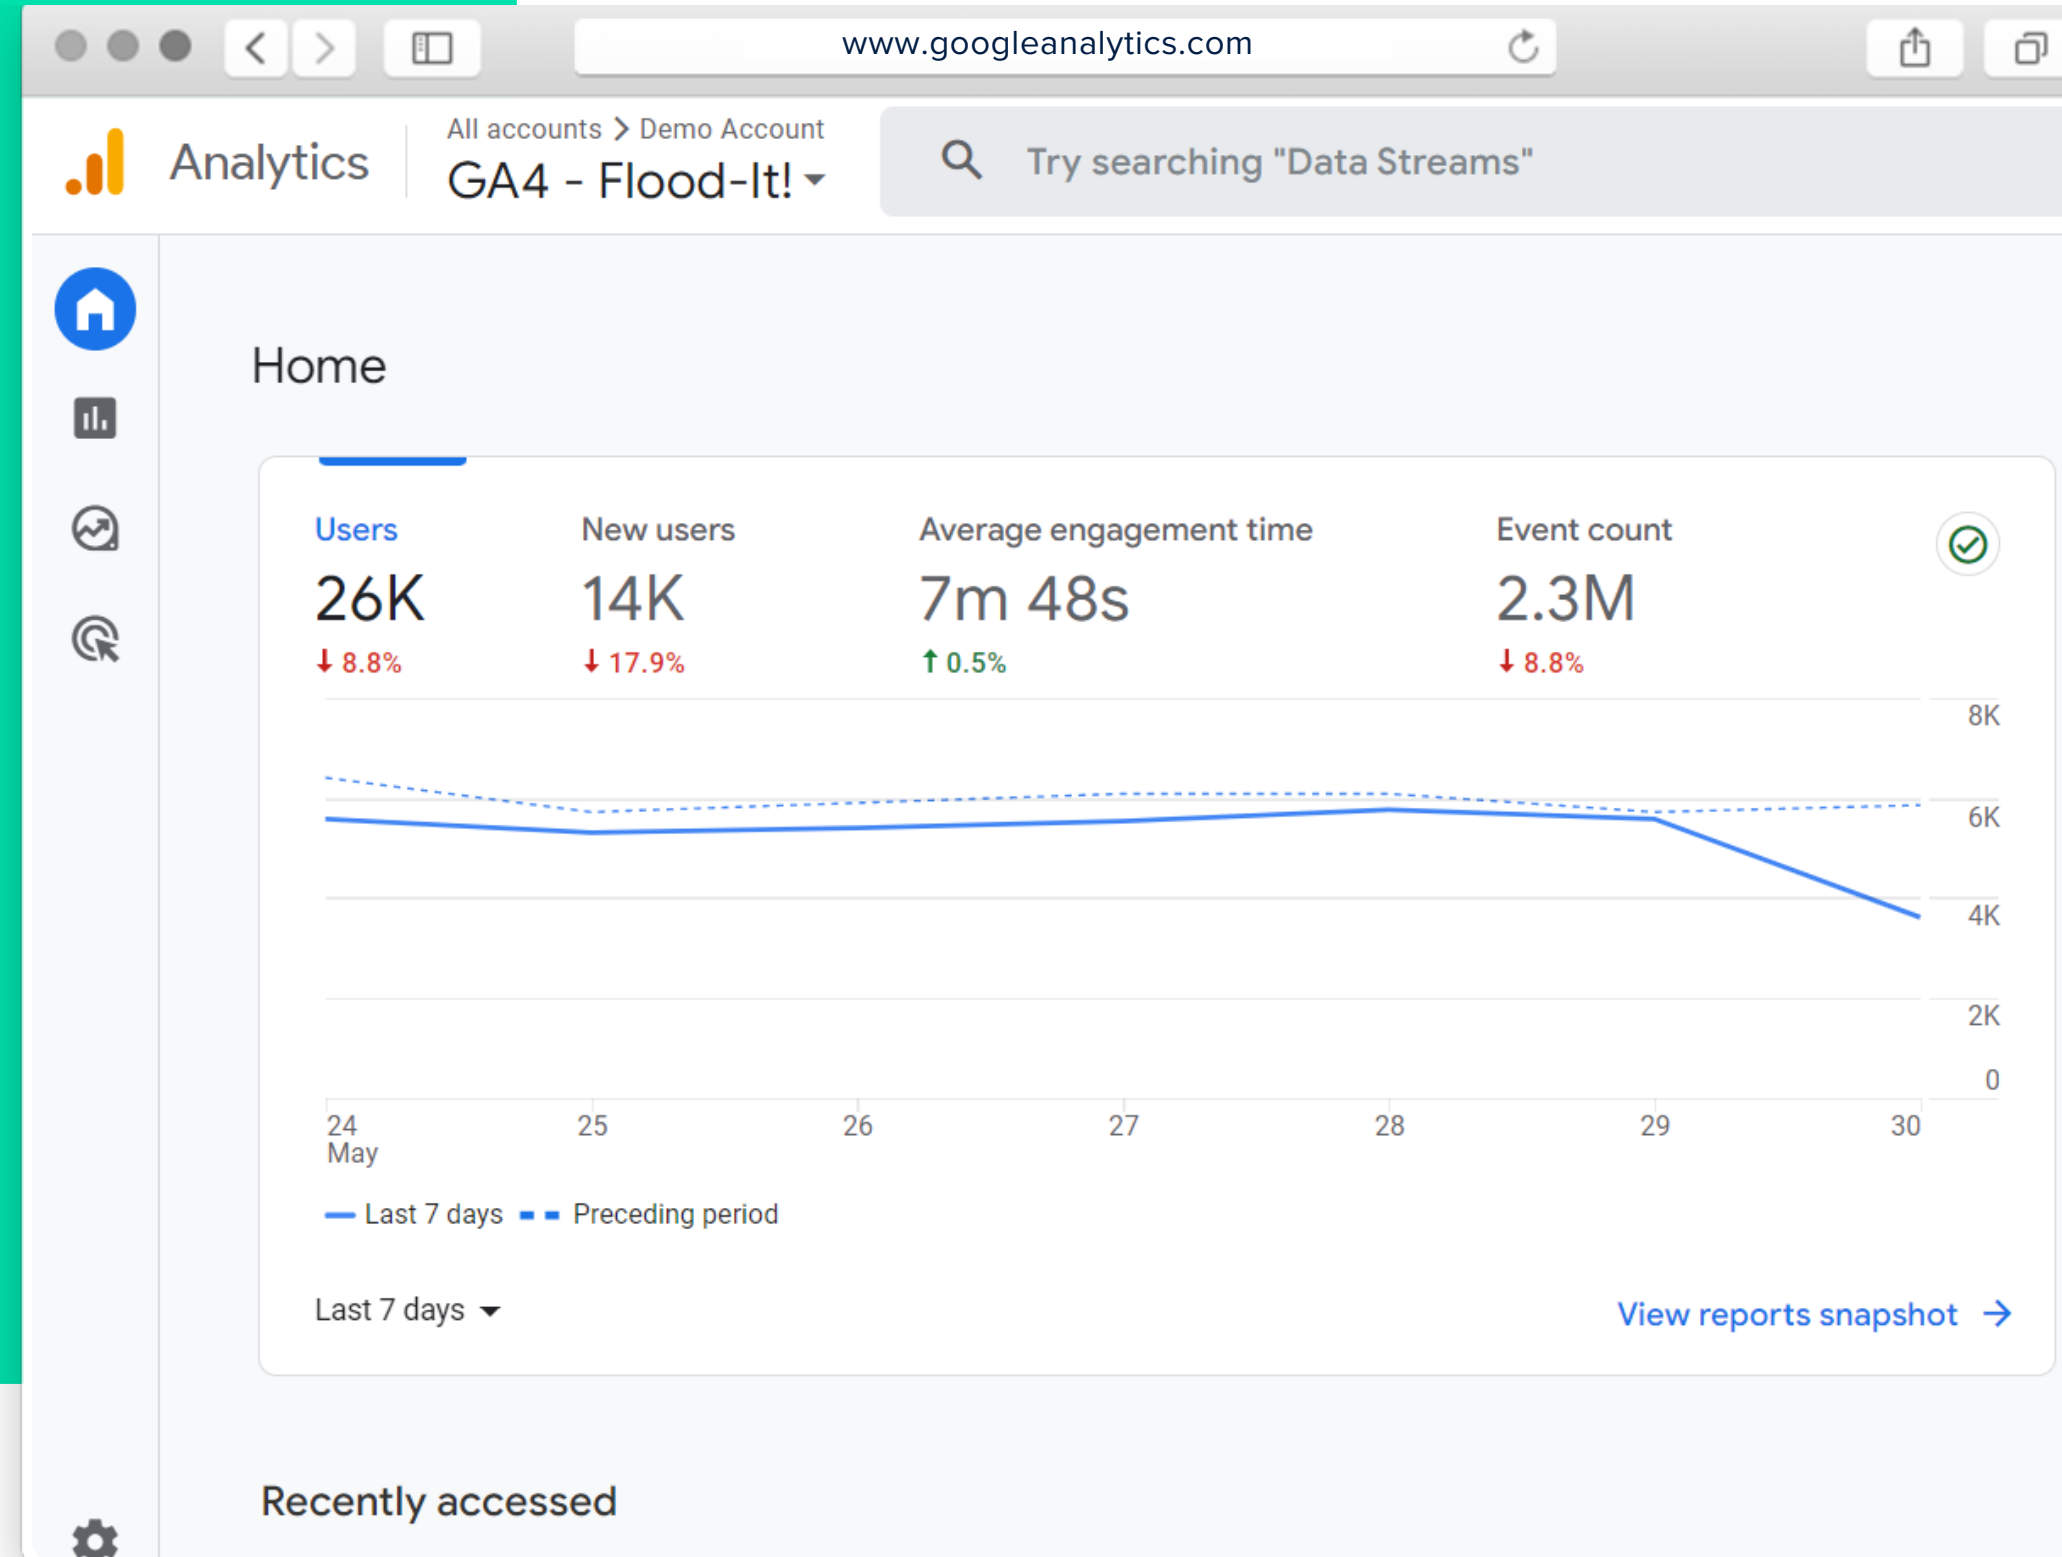 www.googleanalytics.com
All accounts > Demo Account
Analytics
GA4 - Flood-It!
Try searching "Data Streams"
Home
Users New users Average engagement time Event count
26K 14K 7m 48s 2.3M
↓ 8.8% ↓ 17.9% ↑ 0.5% ↓ 8.8%
8K
6K
4K
2K
0
24 25 26 27 28 29 30
May
Last 7 days Preceding period
Last 7 days
View reports snapshot →
Recently accessed